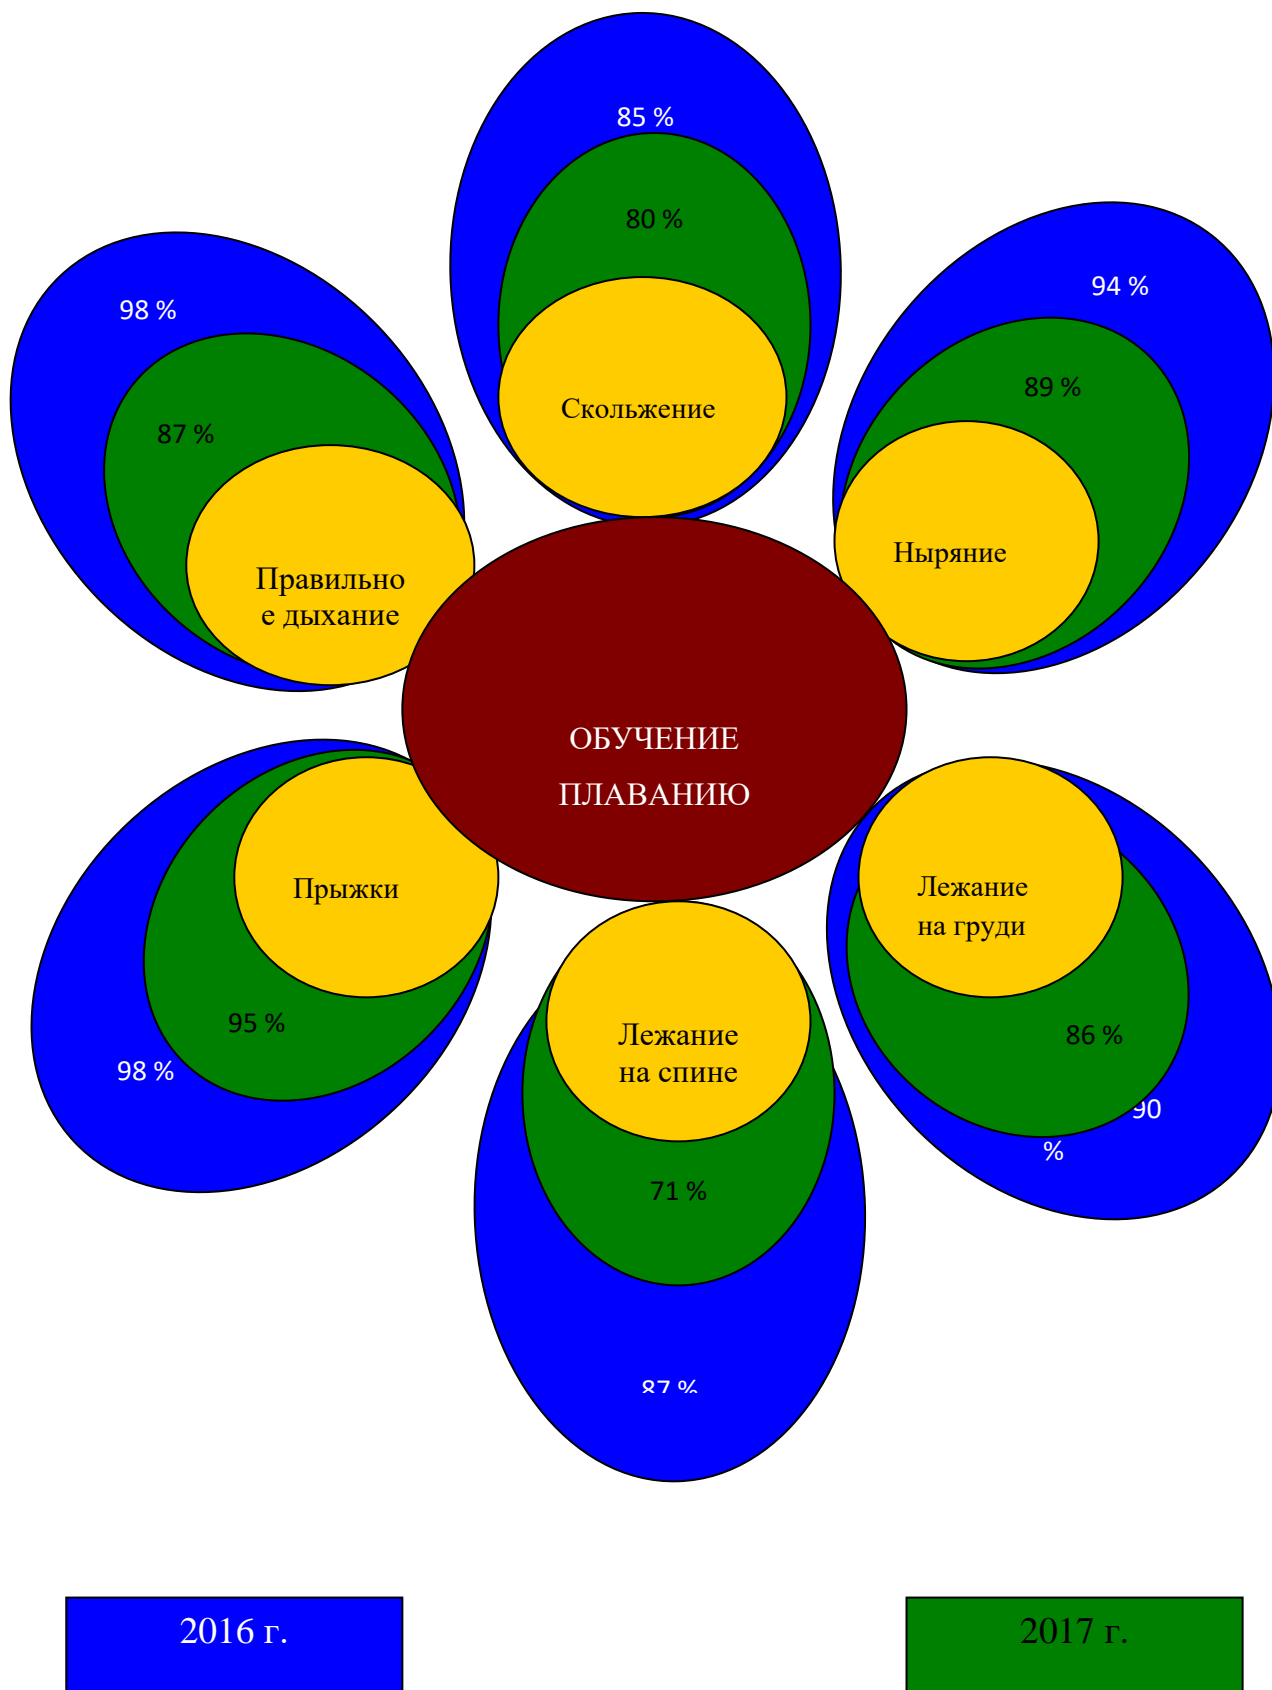 85 %
80 %
Скольжение
94 %
89 %
Ныряние
98 %
87 %
Правильно
е дыхание
ОБУЧЕНИЕ
ПЛАВАНИЮ
Прыжки
95 %
98 %
Лежание
на груди
86 %
90
%
Лежание
на спине
71 %
87 %
2016 г.
2017 г.